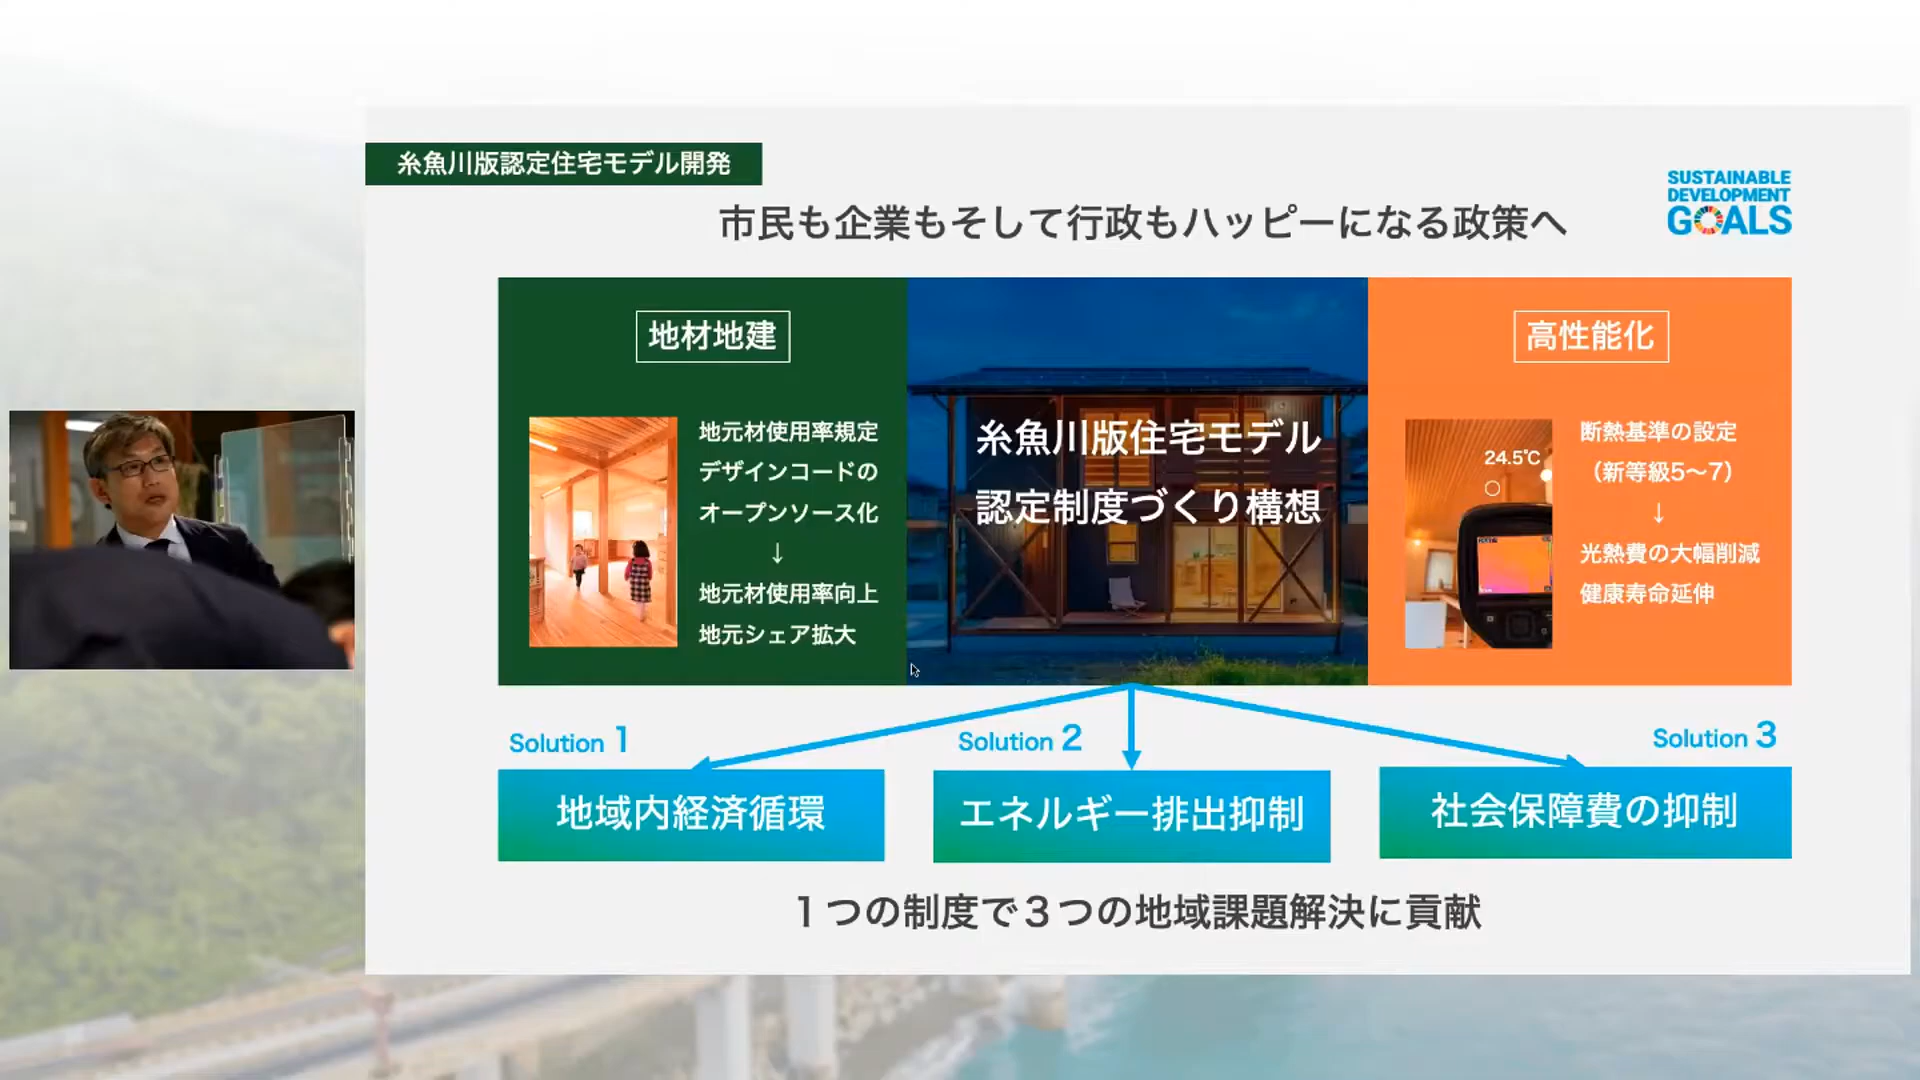 糸魚川版認定住宅モデル開発
市民も企業もそして行政もハッピーになる政策へ
SUSTAINABLE
DEVELOPMENT
GOALS
地材地建
地元材使用率規定
デザインコードの
オープンソース化
↓
地元材使用率向上
地元シェア拡大
糸魚川版住宅モデル
認定制度づくり構想
高性能化
24.5℃
断熱基準の設定
（新等級5〜7）
↓
光熱費の大幅削減
健康寿命延伸
Solution 1
地域内経済循環
Solution 2
エネルギー排出抑制
Solution 3
社会保障費の抑制
１つの制度で３つの地域課題解決に貢献